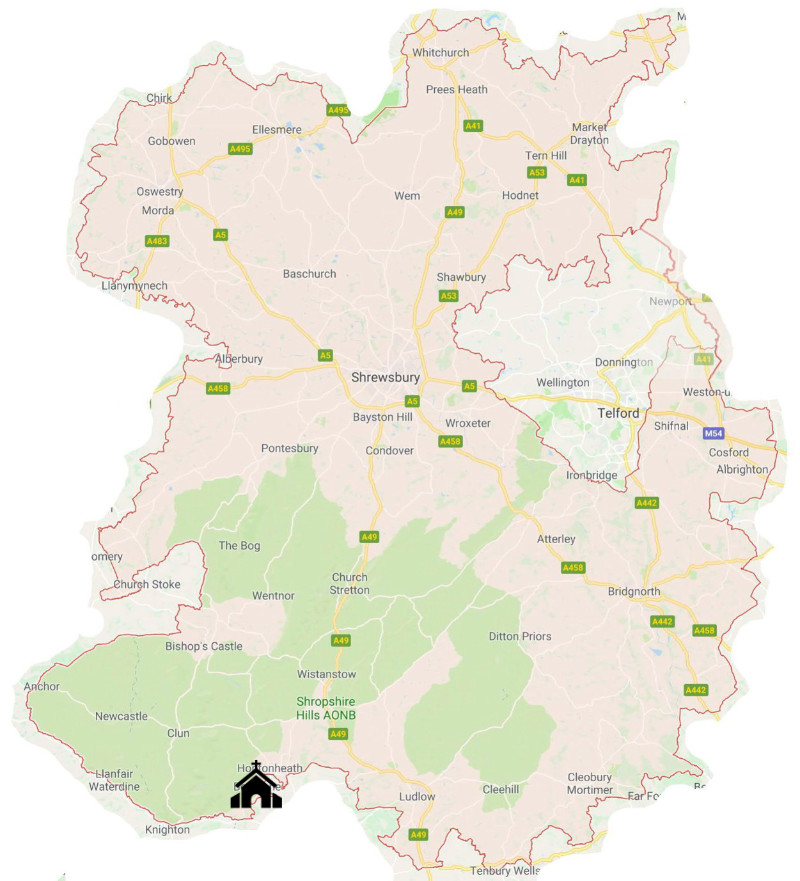 M
Whitchurch
Prees Heath
Chirk
A495
Ellesmere
A41
Market
Drayton
Gobowen
A495
Tern Hill
A53
A41
Oswestry
Wem
Hodnet
Morda
A49
A5
A483
Baschurch
Shawbury
Llanymynech
A53
Newport
Alberbury
A5
Donnington
A41
Shrewsbury
Wellington
A458
A5
Weston-u
A5
Telford
Bayston Hill
Wroxeter
Shifnal
M54
A458
Pontesbury
Condover
Cosford
Ironbridge
Albrighton
A442
The Bog
A49
Atterley
omery
A458
Church
Stretton
Church Stoke
Wentnor
Bridgnorth
A442
A458
Bishop's Castle
A49
Ditton Priors
Wistanstow
Anchor
A442
Shropshire
Hills AONB
Newcastle
Clun
A49
Llanfair
Waterdine
Cleobury
Mortimer
Ludlow
Cleehill
Knighton
A49
Tenbury Wells